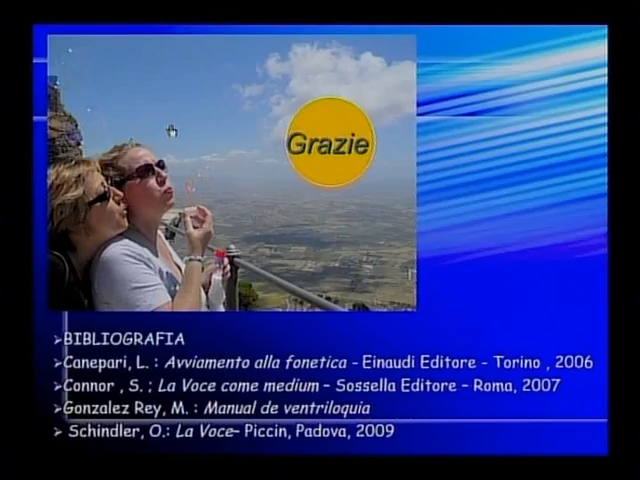 Grazie
➢BIBLIOGRAFIA
➢Canepari, L. : Avviamento alla fonetica - Einaudi Editore - Torino , 2006
➢Connor , S. ; La Voce come medium – Sossella Editore – Roma, 2007
➢Gonzalez Rey, M. : Manual de ventriloquia
➢ Schindler, O.: La Voce– Piccin, Padova, 2009